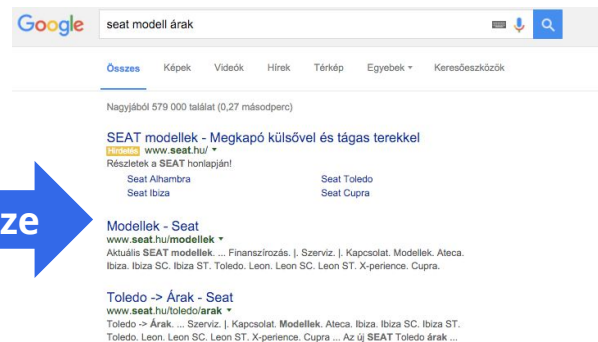 Google
seat modell árak
Összes Képek Videók Hírek Térkép Egyebek Keresőeszközök
Nagyjából 579 000 találat (0,27 másodperc)
SEAT modellek - Megkapó külsővel és tágas terekkel
Hirdetés www.seat.hu/
Részletek a SEAT honlapján!
Seat Alhambra Seat Toledo
Seat Ibiza Seat Cupra
ze
Modellek - Seat
www.seat.hu/modellek
Aktuális SEAT modellek. ... Finanszírozás. |. Szerviz. |. Kapcsolat. Modellek. Ateca.
Ibiza. Ibiza SC. Ibiza ST. Toledo. Leon. Leon SC. Leon ST. X-perience. Cupra.
Toledo -> Árak - Seat
www.seat.hu/toledo/arak
Toledo -> Árak. ... Szerviz. |. Kapcsolat. Modellek. Ateca. Ibiza. Ibiza SC. Ibiza ST.
Toledo. Leon. Leon SC. Leon ST. X-perience. Cupra ... Az új SEAT Toledo árak ...